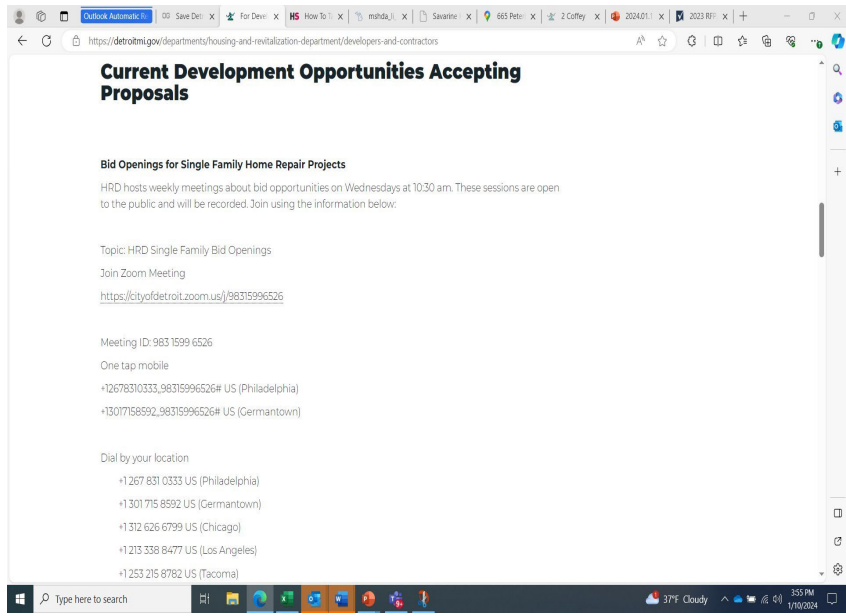 Outlook Automatic Re
Save Detr
For Devel
HS How To T
mshda_li
Savarine
665 Peter
2 Coffey
2024.01.1
2023 RFP
https://detroitmi.gov/departments/housing-and-revitalization-department/developers-and-contractors
Current Development Opportunities Accepting
Proposals
Bid Openings for Single Family Home Repair Projects
HRD hosts weekly meetings about bid opportunities on Wednesdays at 10:30 am. These sessions are open
to the public and will be recorded. Join using the information below:
Topic: HRD Single Family Bid Openings
Join Zoom Meeting
https://cityofdetroit.zoom.us/j/98315996526
Meeting ID: 983 1599 6526
One tap mobile
+12678310333,,98315996526# US (Philadelphia)
+13017158592,,98315996526# US (Germantown)
Dial by your location
+1 267 831 0333 US (Philadelphia)
+1 301 715 8592 US (Germantown)
+1 312 626 6799 US (Chicago)
+1 213 338 8477 US (Los Angeles)
+1 253 215 8782 US (Tacoma)
Type here to search
37°F Cloudy
3:55 PM
1/10/2024